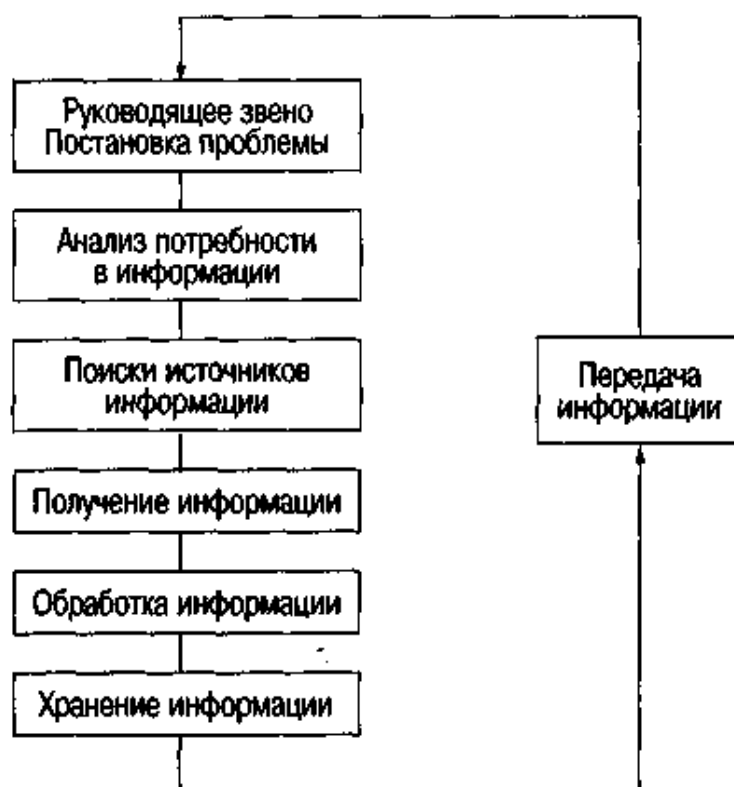 Руководящее звено
Постановка проблемы
Анализ потребности
в информации
Поиски источников
информации
Передача
информации
Получение информации
Обработка информации
Хранение информации